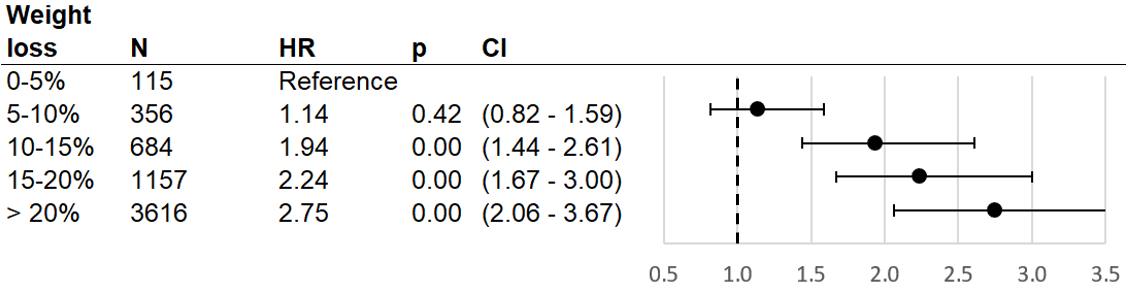 Weight
loss N HR p CI
0-5% 115 Reference
5-10% 356 1.14 0.42 (0.82 - 1.59)
10-15% 684 1.94 0.00 (1.44 - 2.61)
15-20% 1157 2.24 0.00 (1.67 - 3.00)
> 20% 3616 2.75 0.00 (2.06 - 3.67)
0.5 1.0 1.5 2.0 2.5 3.0 3.5